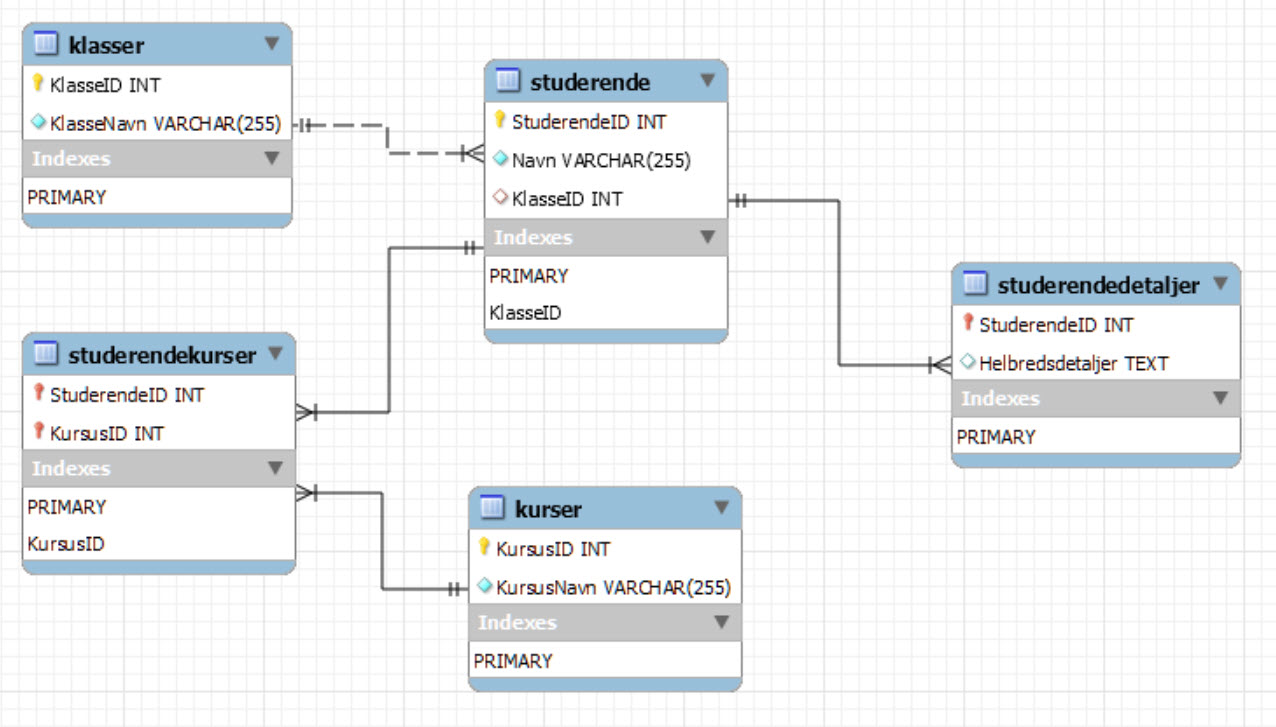 klasser
KlasseID INT
KlasseNavn VARCHAR(255)
Indexes
PRIMARY
studerende
StuderendeID INT
Navn VARCHAR(255)
KlasseID INT
Indexes
PRIMARY
KlasseID
studerendedetaljer
StuderendeID INT
Helbredsdetaljer TEXT
Indexes
PRIMARY
studerendekurser
StuderendeID INT
KursusID INT
Indexes
PRIMARY
KursusID
kurser
KursusID INT
KursusNavn VARCHAR(255)
Indexes
PRIMARY